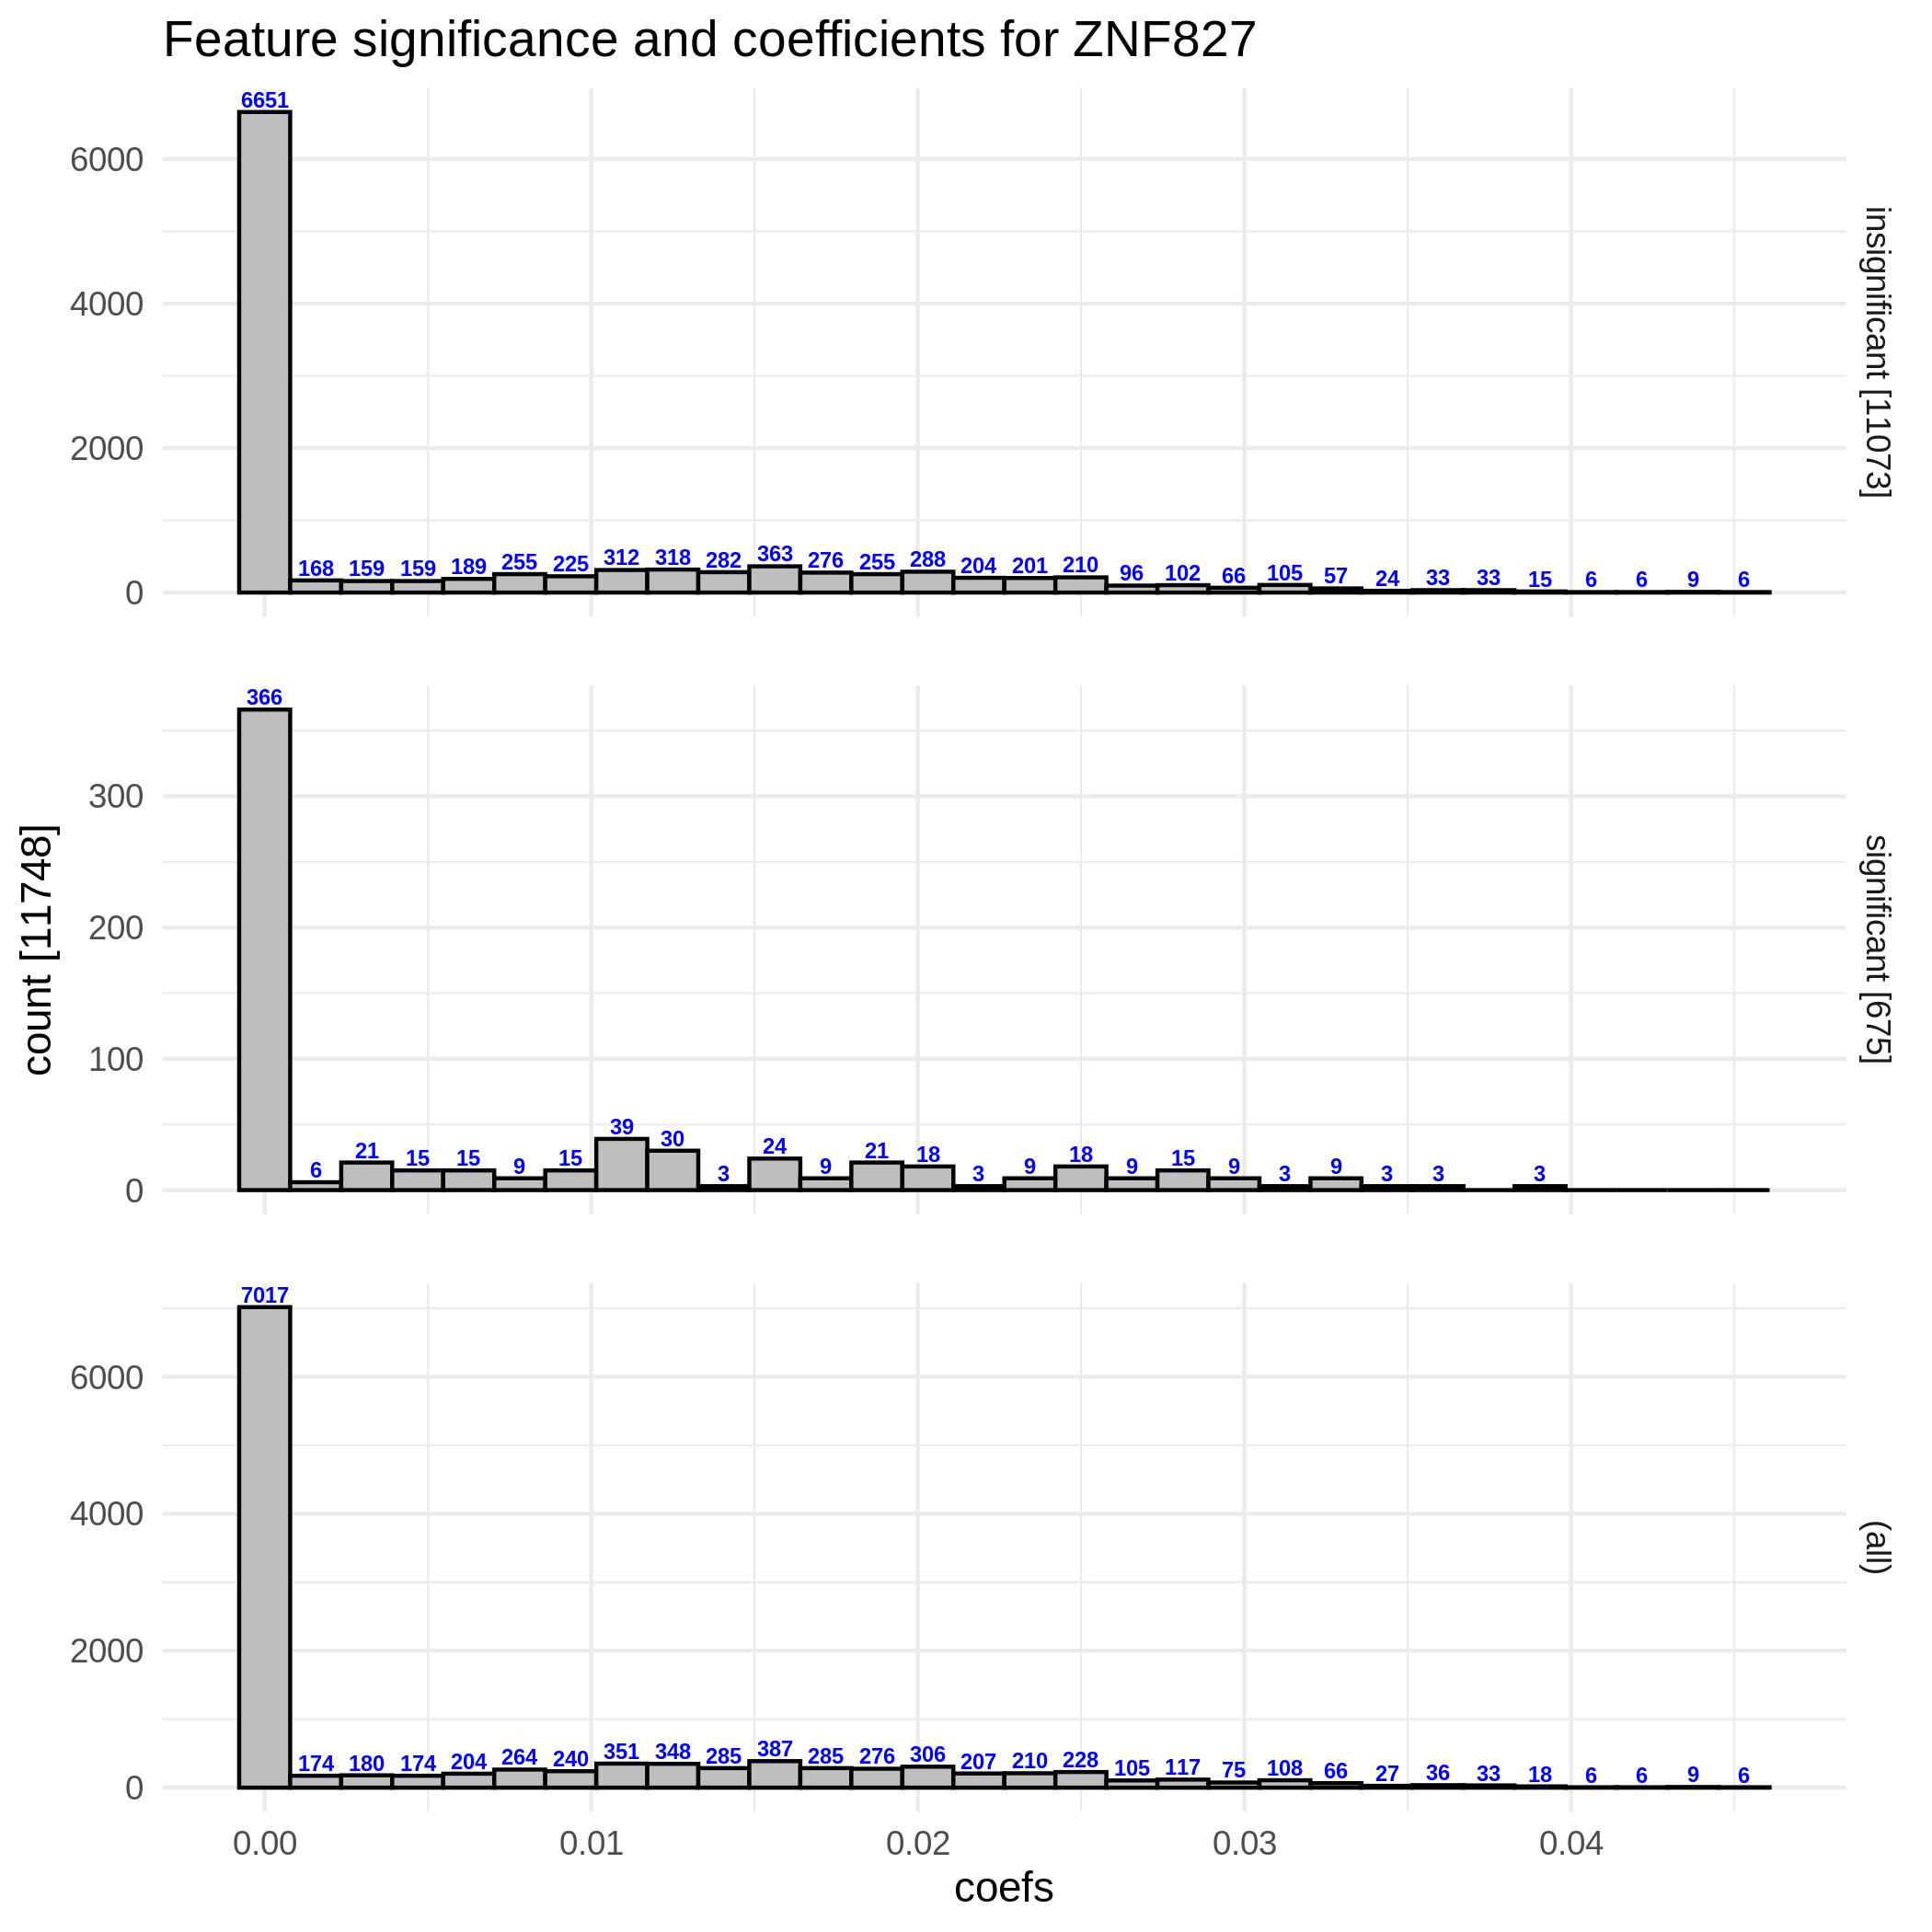 Feature significance and coefficients for ZNF827
6651
6000
4000
2000
0
168 159 159 189 255 225 312 318 282 363 276 255 288 204 201 210 96 102 66 105 57 24 33 33 15 6 6 9 6
insignificant [11073]
366
300
200
100
0
6 21 15 15 9 15 39 30 3 24 9 21 18 3 9 18 9 15 9 3 9 3 3 3
significant [675]
count [11748]
7017
6000
4000
2000
0
174 180 174 204 264 240 351 348 285 387 285 276 306 207 210 228 105 117 75 108 66 27 36 33 18 6 6 9 6
(all)
0.00 0.01 0.02 0.03 0.04
coefs